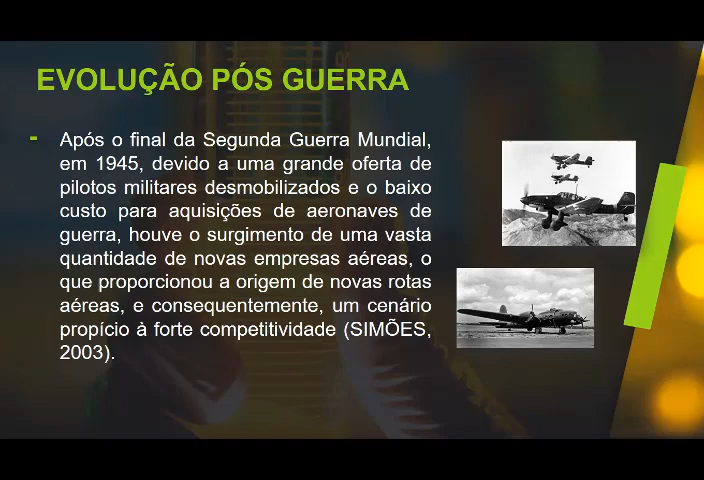 EVOLUÇÃO PÓS GUERRA
- Após o final da Segunda Guerra Mundial,
em 1945, devido a uma grande oferta de
pilotos militares desmobilizados e o baixo
custo para aquisições de aeronaves de
guerra, houve o surgimento de uma vasta
quantidade de novas empresas aéreas, o
que proporcionou a origem de novas rotas
aéreas, e consequentemente, um cenário
propício à forte competitividade (SIMÕES,
2003).